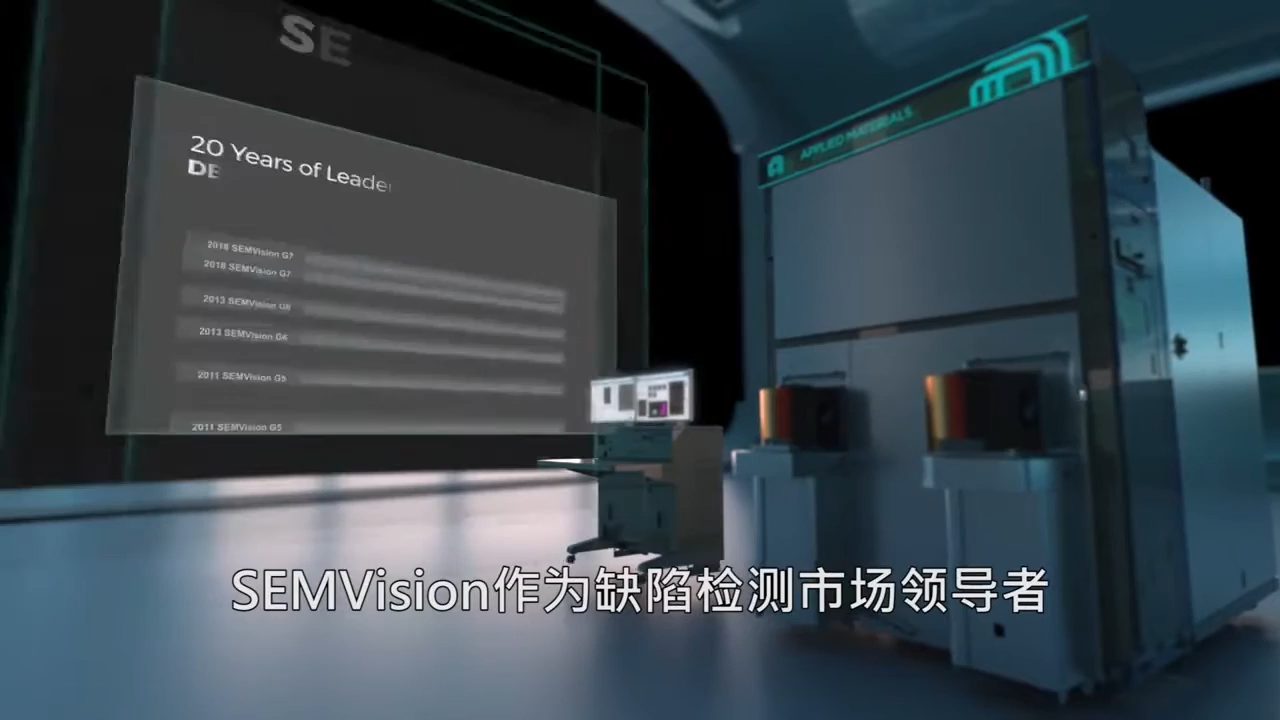 SE
20 Years of Leade
DE
2018 SEMVision G7
2018 SEMVision G7
2013 SEMVision G6
2013 SEMVision G6
2011 SEMVision G5
2011 SEMVision G5
APPLIED MATERIALS
SEMVision作为缺陷检测市场领导者